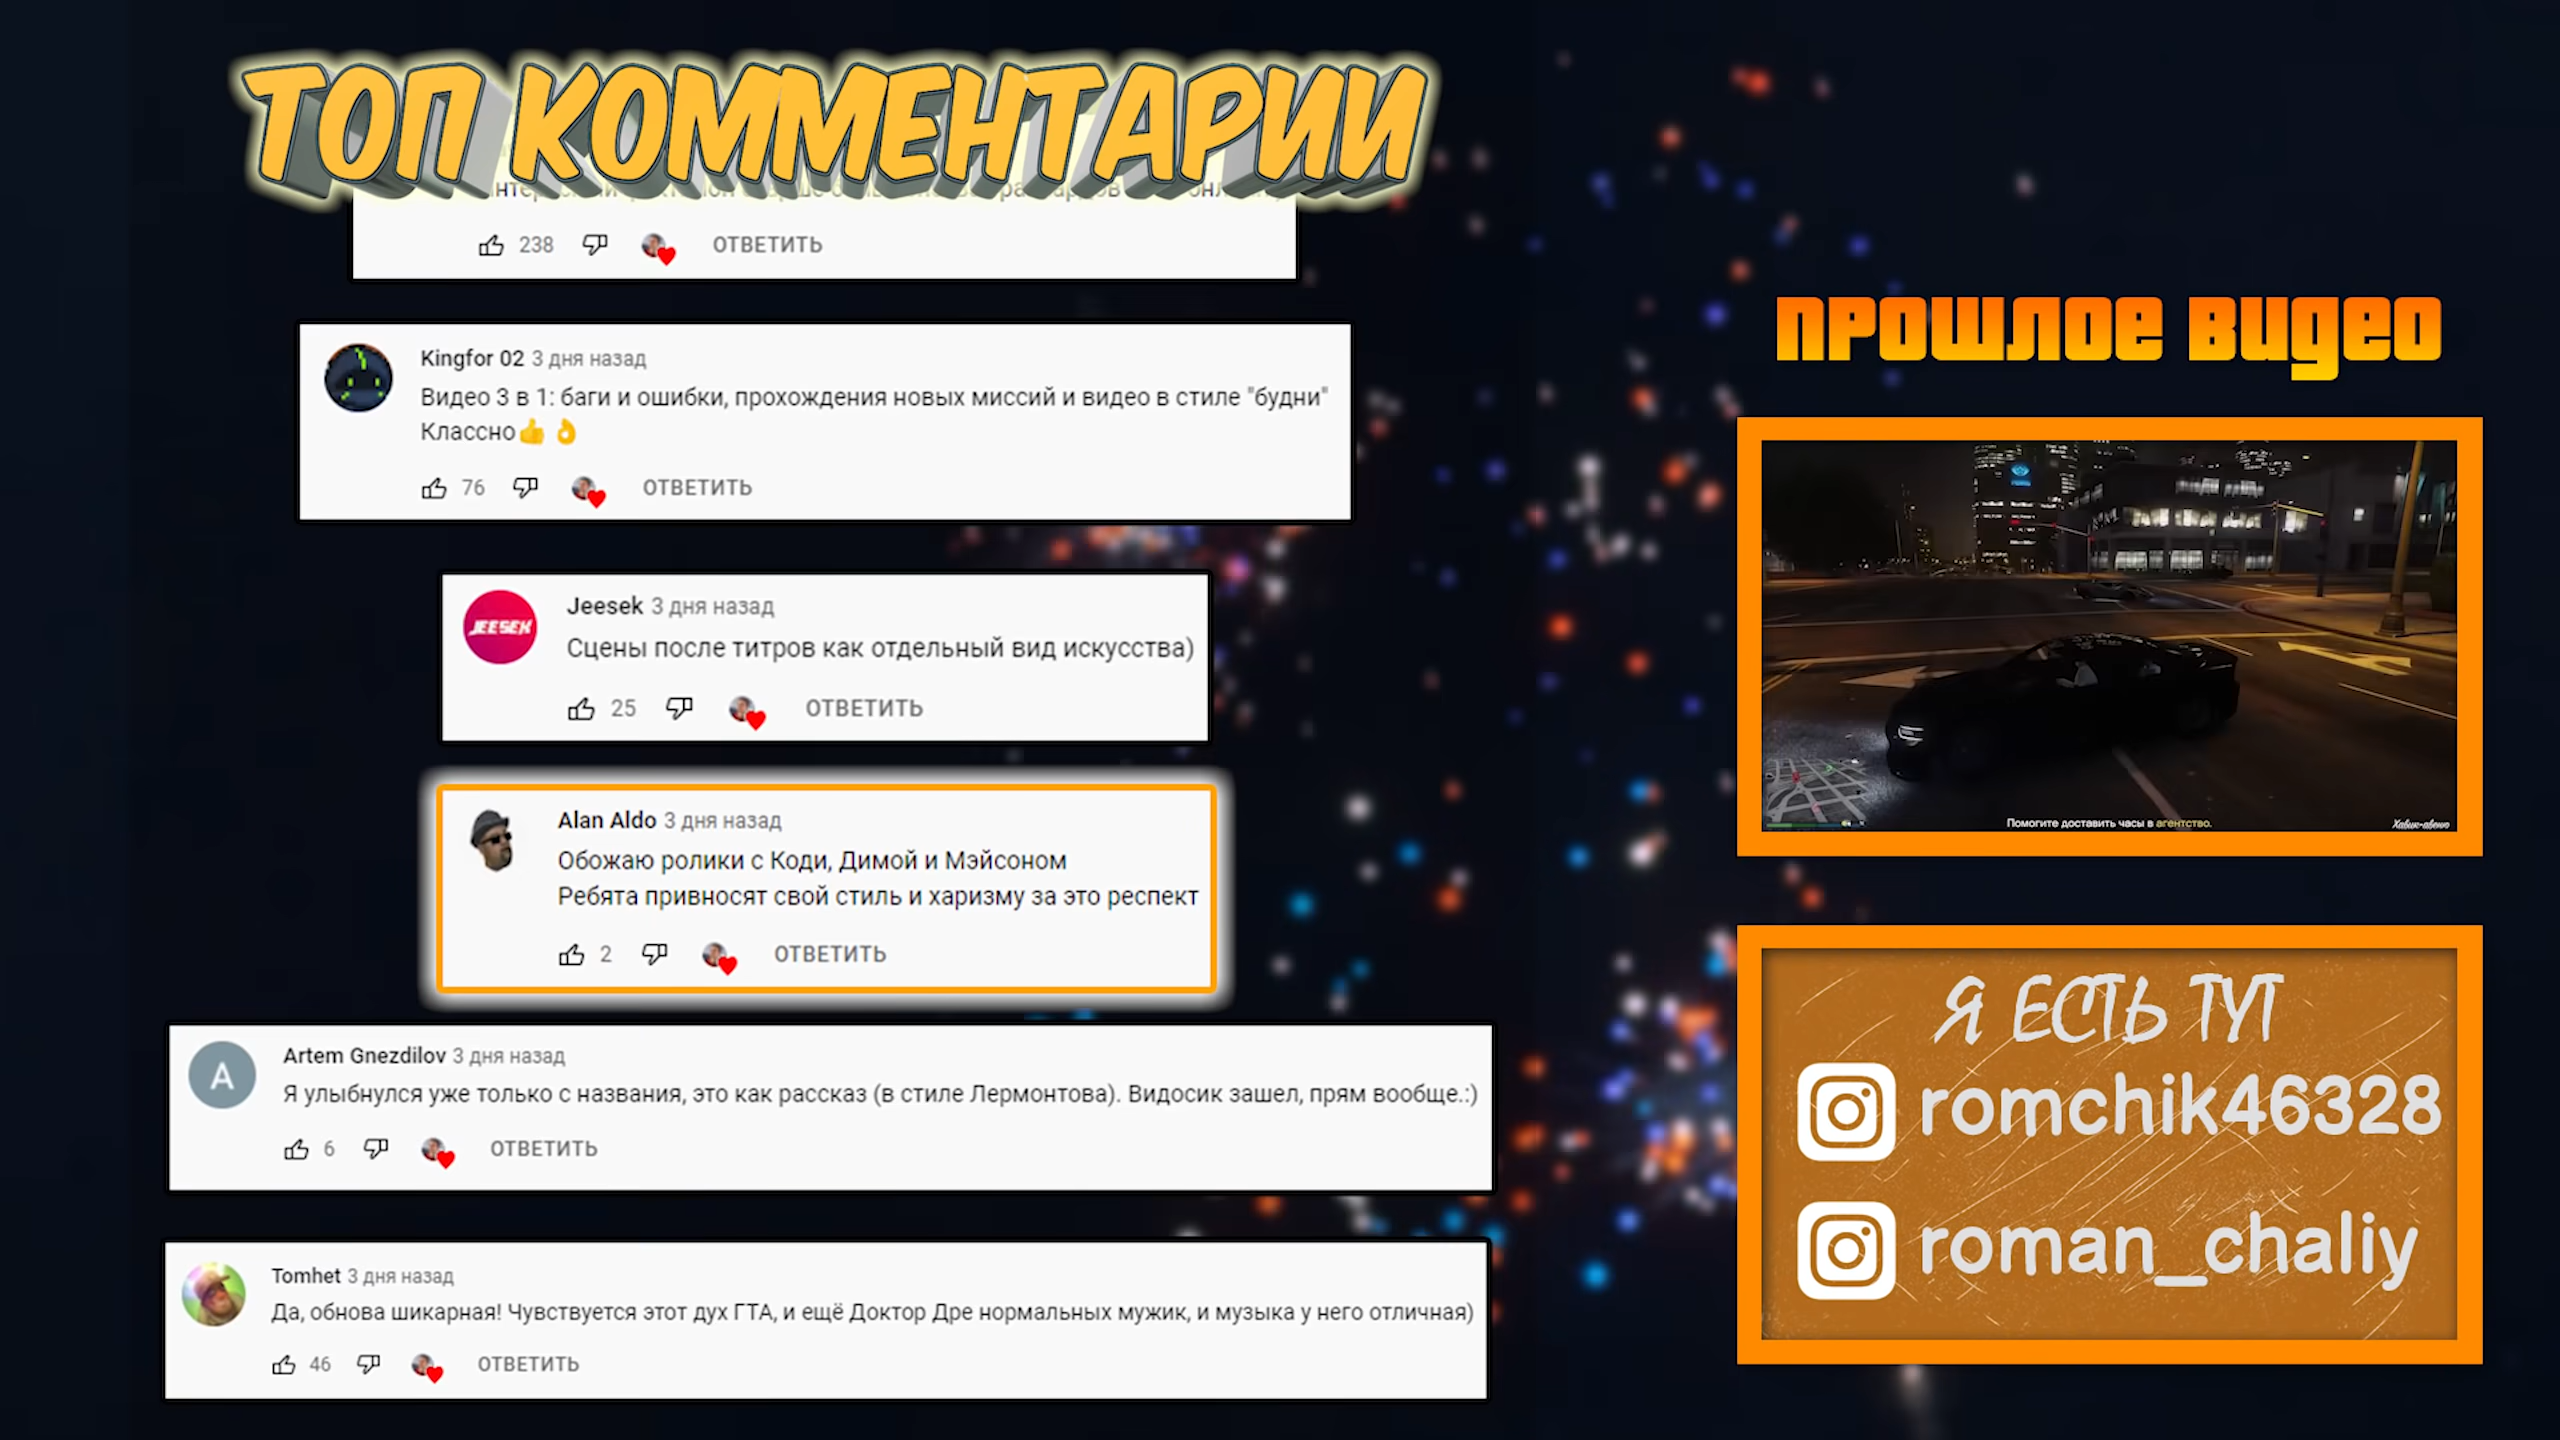 ТОП КОММЕНТАРИИ
238 ОТВЕТИТЬ
Kingfor 02 3 дня назад
Видео 3 в 1: баги и ошибки, прохождения новых миссий и видео в стиле "будни"
Классно👍👌
76 ОТВЕТИТЬ
JEESEK
Jeesek 3 дня назад
Сцены после титров как отдельный вид искусства)
25 ОТВЕТИТЬ
Alan Aldo 3 дня назад
Обожаю ролики с Коди, Димой и Мэйсоном
Ребята привносят свой стиль и харизму за это респект
2 ОТВЕТИТЬ
A
Artem Gnezdilov 3 дня назад
Я улыбнулся уже только с названия, это как рассказ (в стиле Лермонтова). Видосик зашел, прям вообще.:)
6 ОТВЕТИТЬ
Tomhet 3 дня назад
Да, обнова шикарная! Чувствуется этот дух ГТА, и ещё Доктор Дре нормальных мужик, и музыка у него отличная)
46 ОТВЕТИТЬ
ПРОШЛОЕ ВИДЕО
Помогите доставить часы в агентство.
Хавик-авеню
Я ЕСТЬ ТУТ
romchik46328
roman_chaliy